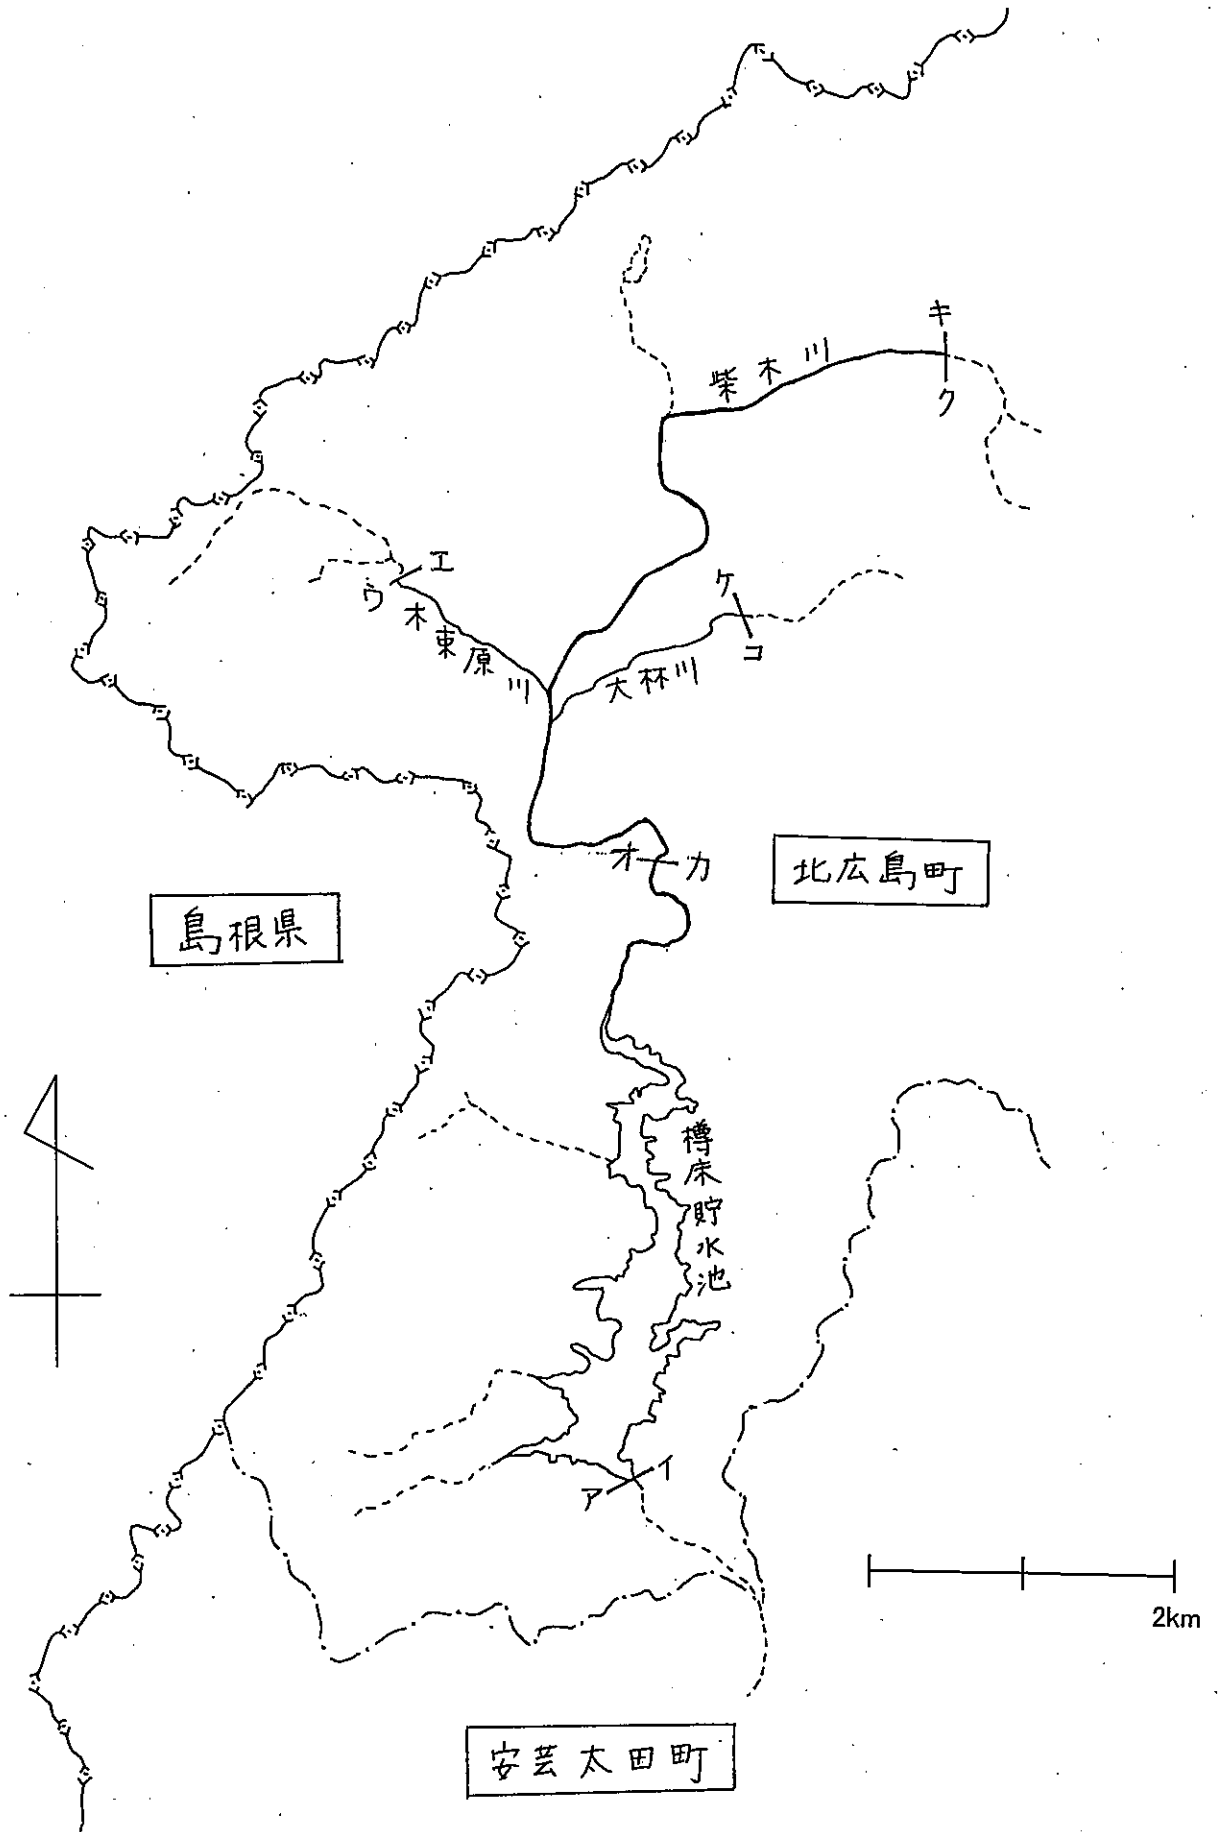 キ
ク
柴木川
エ
ウ
木束原川
ケ
コ
大林川
オ
カ
北広島町
島根県
樽床貯水池
イ
ア
2km
安芸太田町